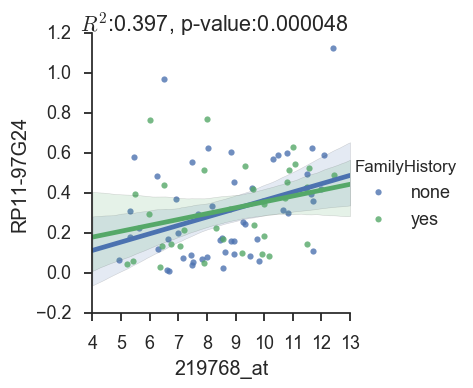 R²:0.397, p-value:0.000048
1.2
1.0
0.8
0.6
0.4
0.2
0.0
−0.2
RP11-97G24
4 5 6 7 8 9 10 11 12 13
219768_at
FamilyHistory
none
yes